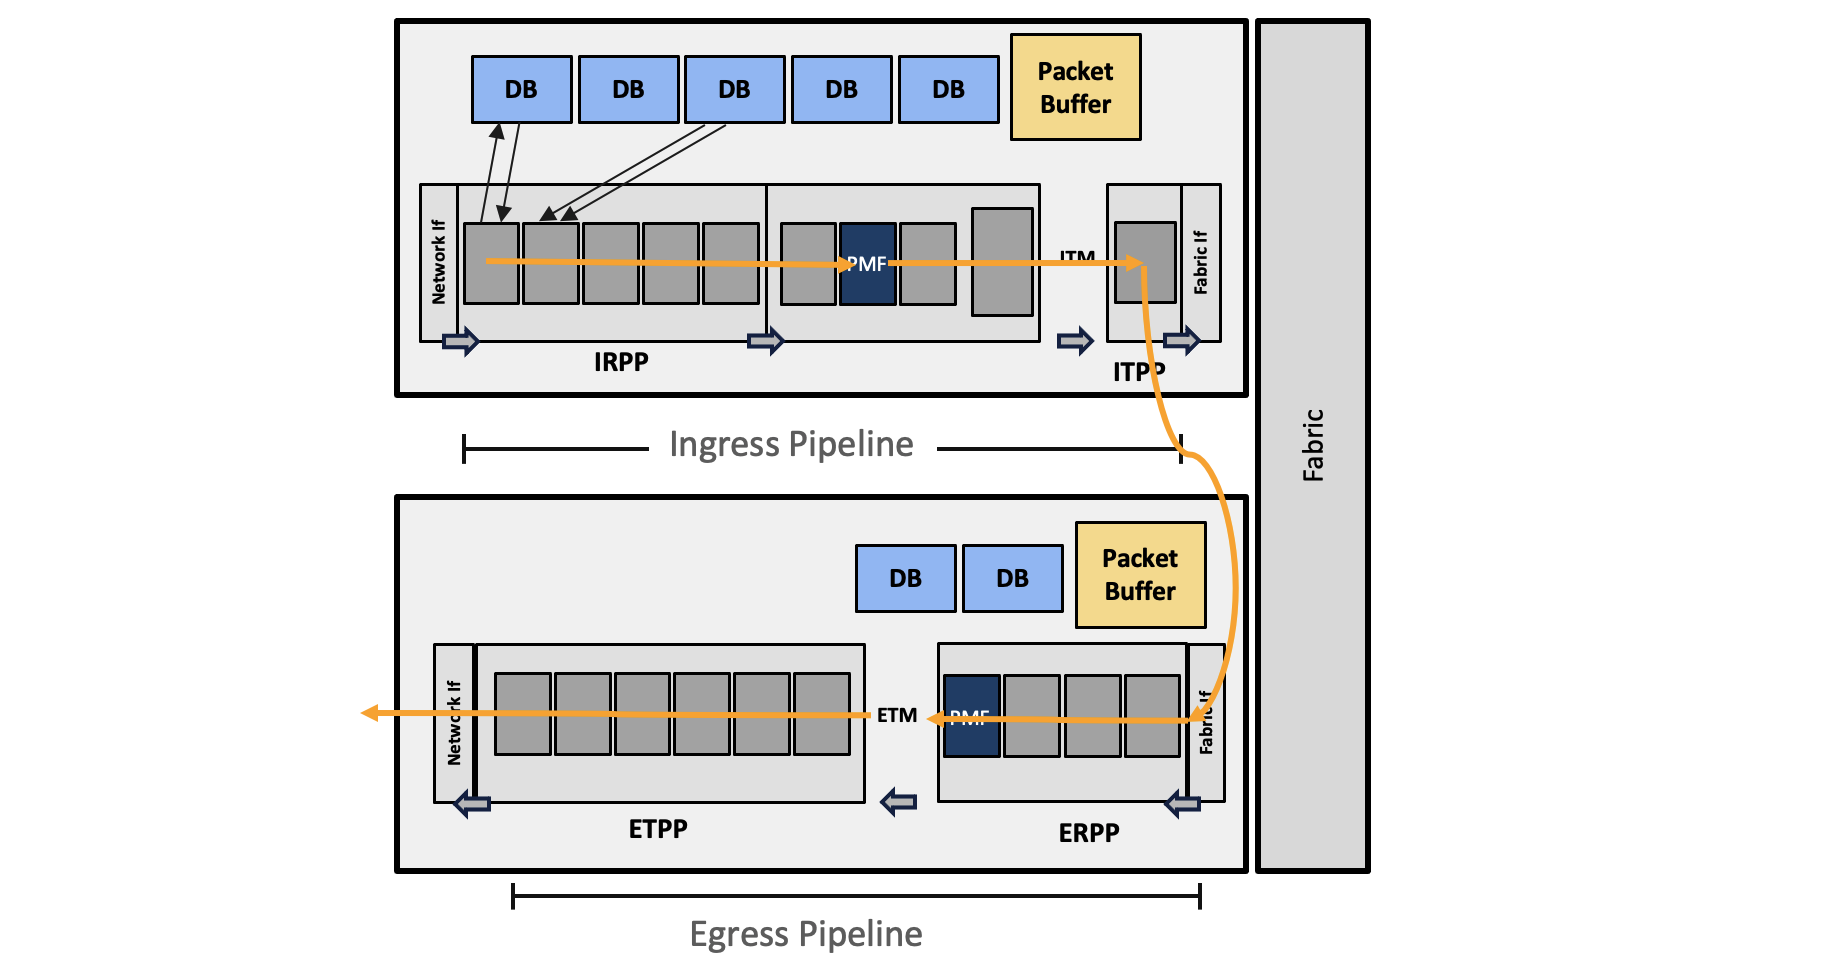 DB
DB
DB
DB
DB
Packet
Buffer
Network If
PMF
ITM
Fabric If
IRPP
ITPP
Ingress Pipeline
Fabric
DB
DB
Packet
Buffer
Network If
ETM
PMF
Fabric If
ETPP
ERPP
Egress Pipeline